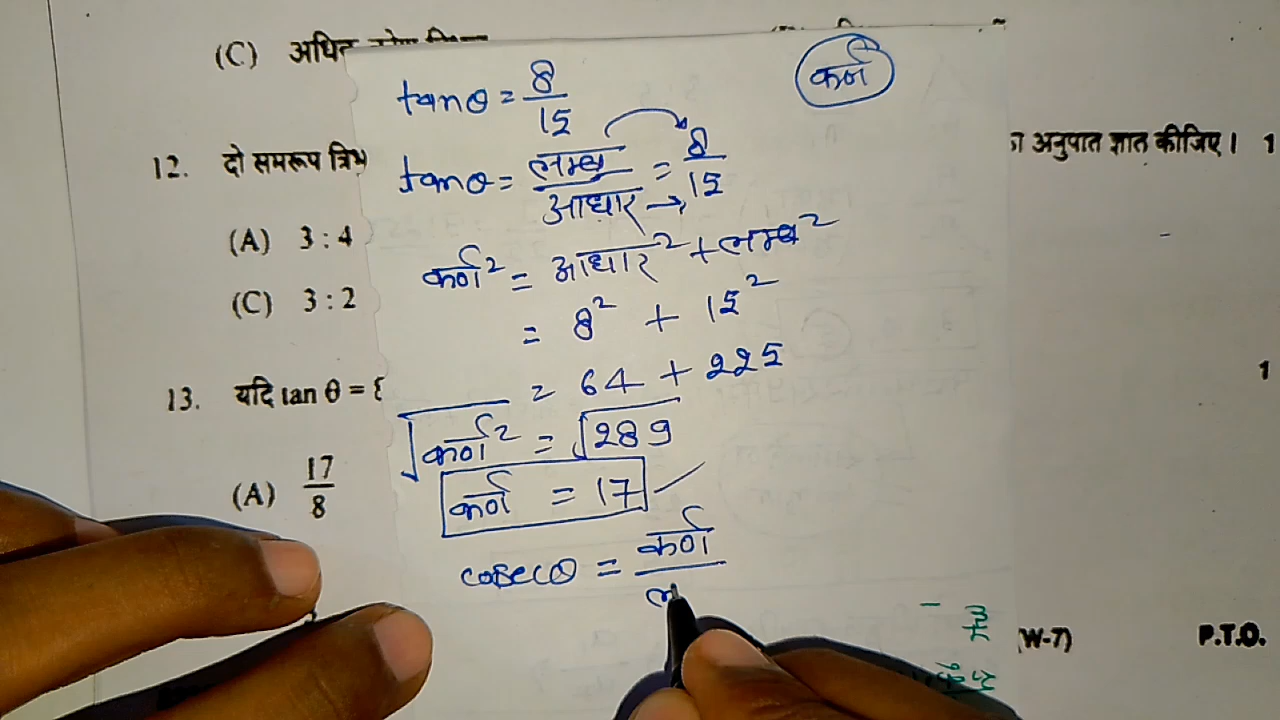 (C) अधिक
tanθ = 8/15
कर्ण
12. दो समरूप त्रिभ
अनुपात ज्ञात कीजिए। 1
tanθ = लम्ब/आधार = 8/15
(A) 3 : 4
कर्ण² = आधार² + लम्ब²
(C) 3 : 2
= 8² + 15²
= 64 + 225
13. यदि tan θ =
1
√कर्ण² = √289
(A) 17/8
कर्ण = 17
cosecθ = कर्ण/
(W-7) P.T.O.